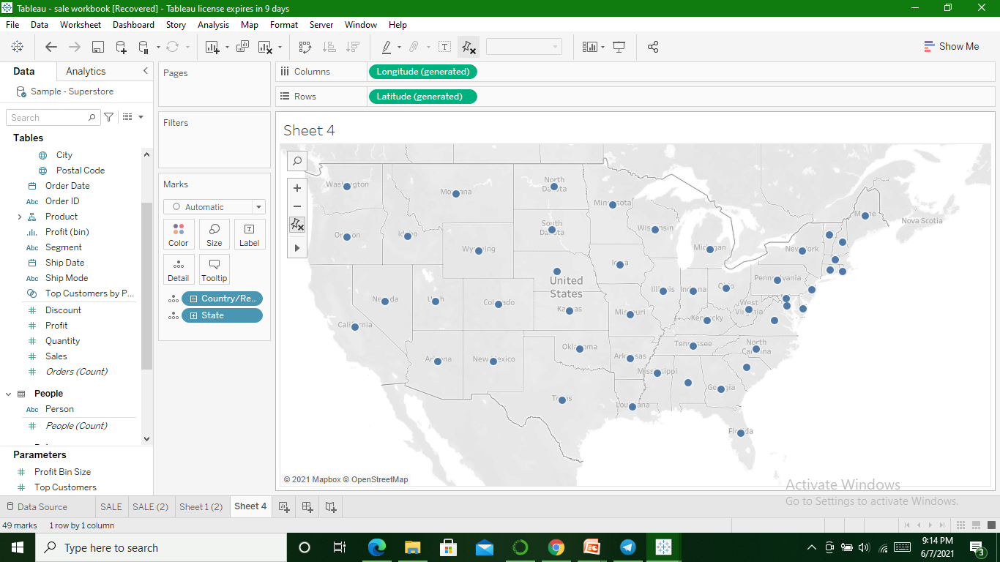 Tableau - sale workbook [Recovered] - Tableau license expires in 9 days
File Data Worksheet Dashboard Story Analysis Map Format Server Window Help
Show Me
Data Analytics
Sample - Superstore
Search
Tables
City
Postal Code
Order Date
Abc Order ID
Product
Profit (bin)
Abc Segment
Ship Date
Abc Ship Mode
Top Customers by P...
# Discount
# Profit
# Quantity
# Sales
# Orders (Count)
People
Abc Person
# People (Count)
Parameters
# Profit Bin Size
# Top Customers
Pages
Filters
Marks
Automatic
Color Size Label
Detail Tooltip
Country/Re..
State
Columns Longitude (generated)
Rows Latitude (generated)
Sheet 4
Washington
Montana
North
Dakota
Minnesota
Maine
Nova Scotia
Oregon
Idaho
South
Dakota
Wisconsin
Wyoming
Michigan
New York
Iowa
United
States
Pennsylvania
Nevada
Utah
Colorado
Kansas
Illinois
Indiana
Ohio
West
Virginia
California
Missouri
Kentucky
Arizona
New Mexico
Oklahoma
Arkansas
Tennessee
North
Carolina
Mississippi
Georgia
Texas
Louisiana
Florida
© 2021 Mapbox © OpenStreetMap
Activate Windows
Go to Settings to activate Windows.
Data Source SALE SALE (2) Sheet 1 (2) Sheet 4
49 marks 1 row by 1 column
Type here to search
9:14 PM
6/7/2021
3